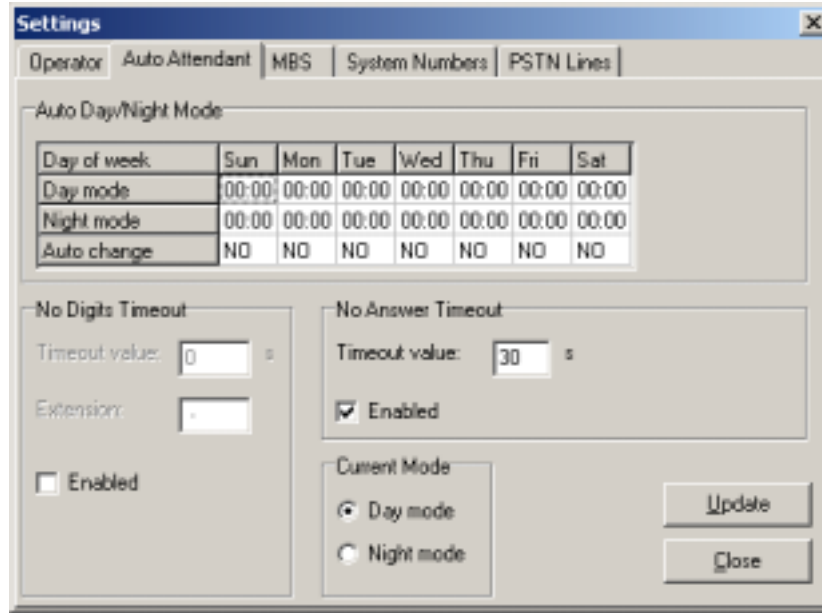 Settings
Operator Auto Attendant MBS System Numbers PSTN Lines
Auto Day/Night Mode
Day of week Sun Mon Tue Wed Thu Fri Sat
Day mode 00:00 00:00 00:00 00:00 00:00 00:00 00:00
Night mode 00:00 00:00 00:00 00:00 00:00 00:00 00:00
Auto change NO NO NO NO NO NO NO
No Digits Timeout
Timeout value: 0 s
Extension: -
Enabled
No Answer Timeout
Timeout value: 30 s
Enabled
Current Mode
Day mode
Night mode
Update
Close